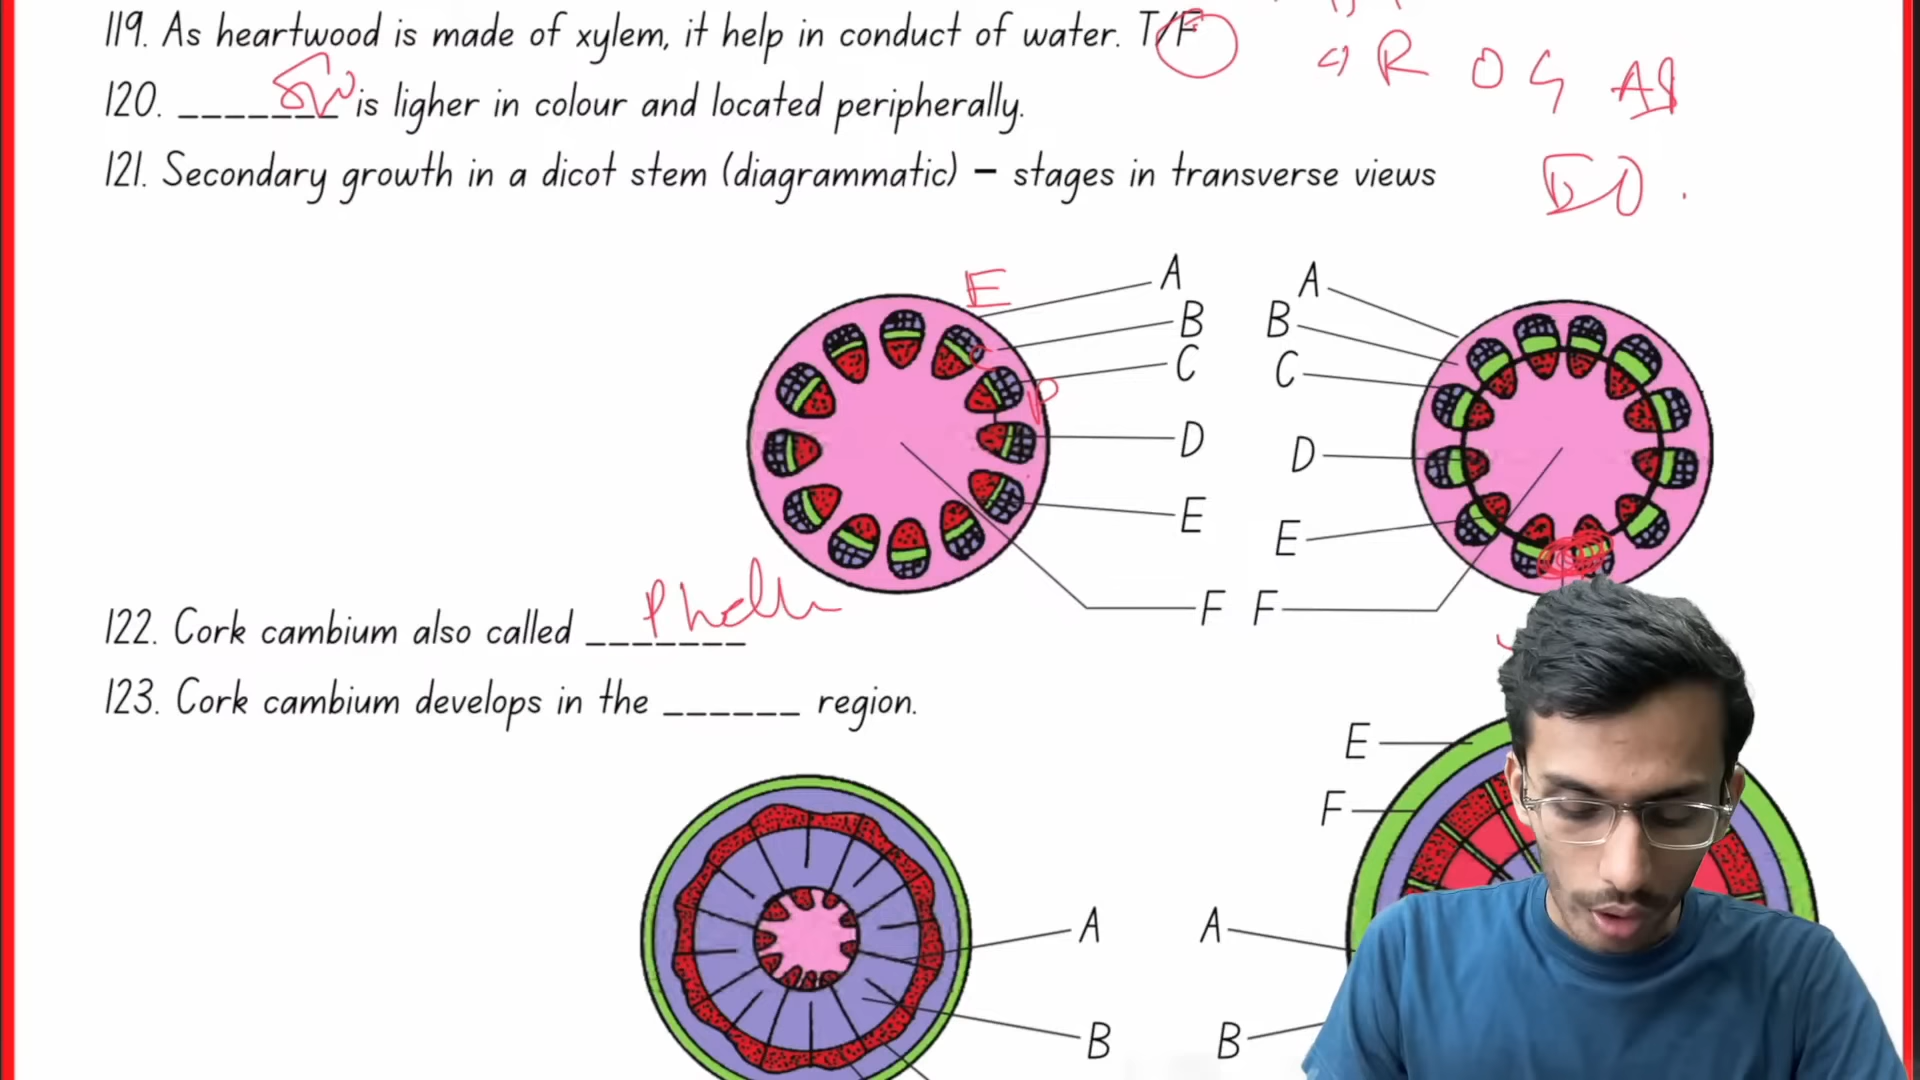 119. As heartwood is made of xylem, it help in conduct of water. T/F
R O G A
120. _______ is ligher in colour and located peripherally.
SW
121. Secondary growth in a dicot stem (diagrammatic) – stages in transverse views
E
A
B
C
D
E
F
C
P
A
B
C
D
E
F
122. Cork cambium also called _______
Phell
123. Cork cambium develops in the ______ region.
E
F
A
B
A
B